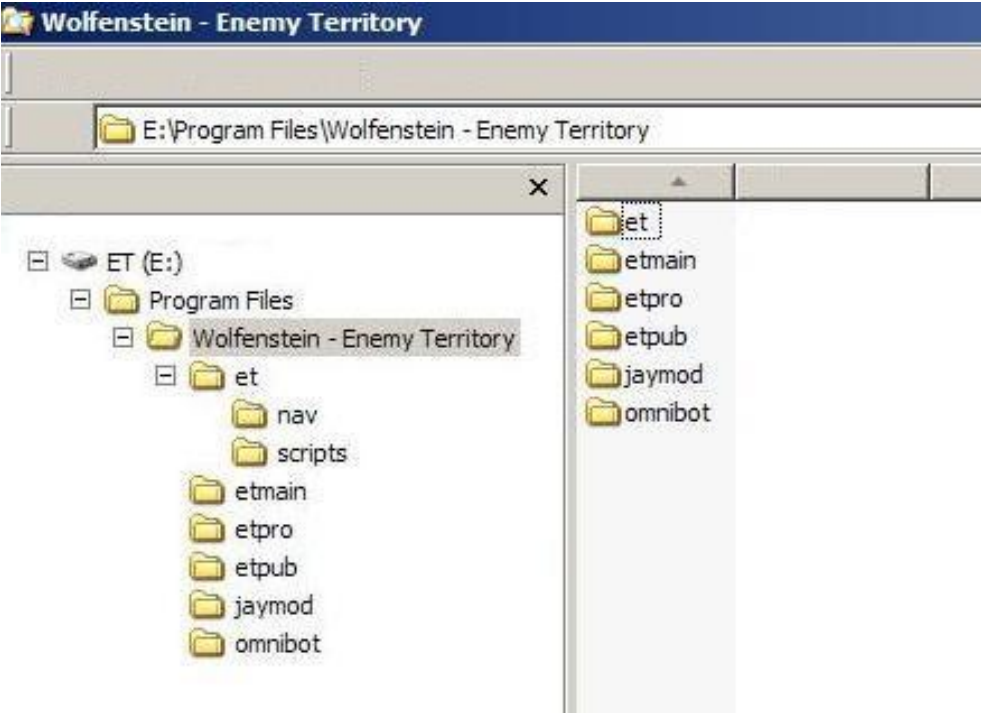 Wolfenstein - Enemy Territory
E:\Program Files\Wolfenstein - Enemy Territory
ET (E:)
Program Files
Wolfenstein - Enemy Territory
et
nav
scripts
etmain
etpro
etpub
jaymod
omnibot
et
etmain
etpro
etpub
jaymod
omnibot